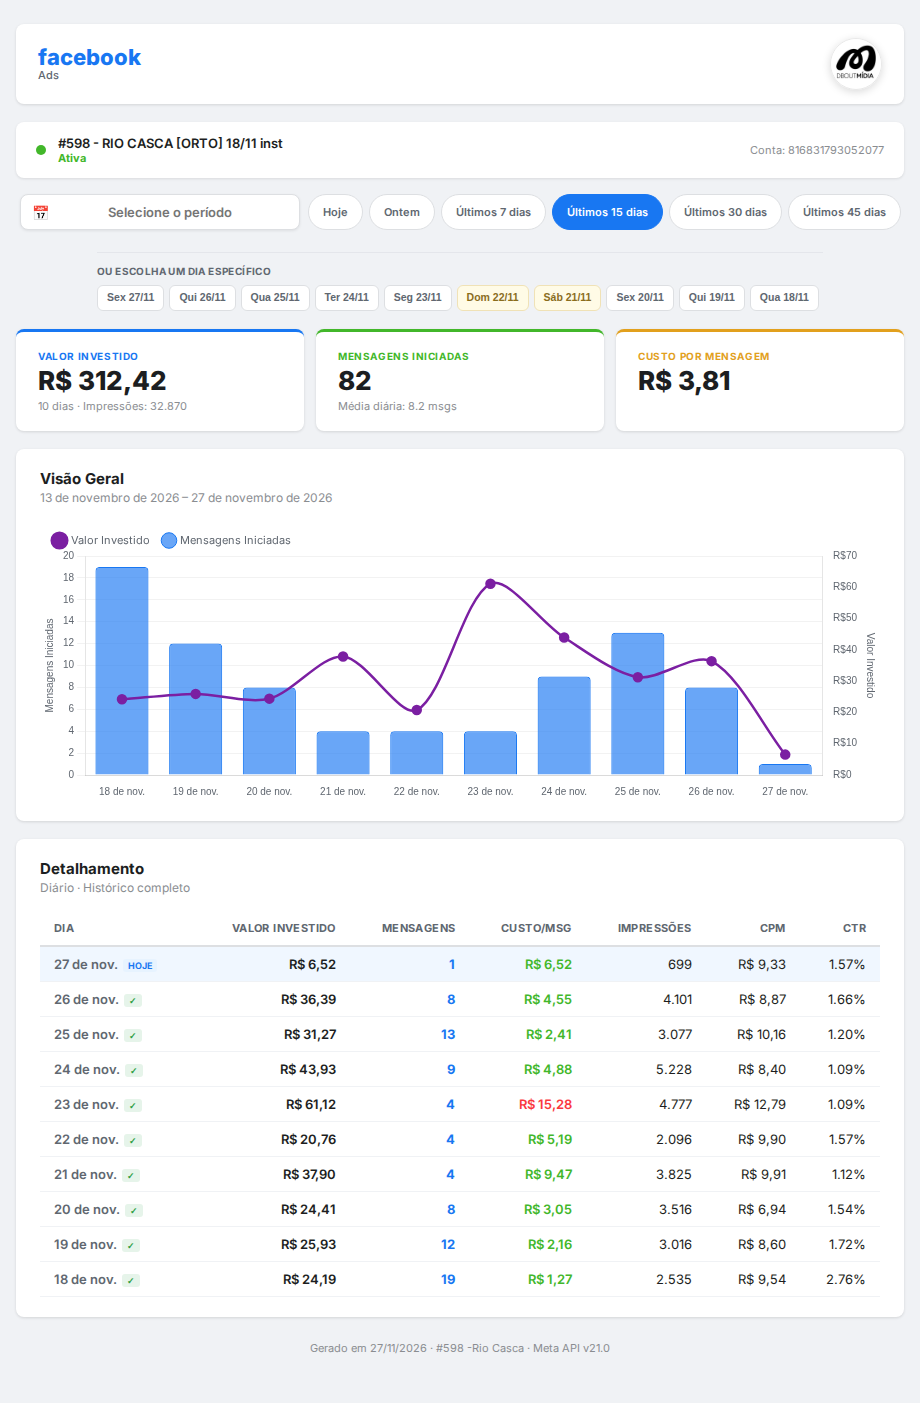 facebook
Ads
DBOUTMÍDIA
#598 - RIO CASCA [ORTO] 18/11 inst
Ativa
Conta: 816831793052077
Selecione o período
Hoje
Ontem
Últimos 7 dias
Últimos 15 dias
Últimos 30 dias
Últimos 45 dias
OU ESCOLHA UM DIA ESPECÍFICO
Sex 27/11
Qui 26/11
Qua 25/11
Ter 24/11
Seg 23/11
Dom 22/11
Sáb 21/11
Sex 20/11
Qui 19/11
Qua 18/11
VALOR INVESTIDO
R$ 312,42
10 dias · Impressões: 32.870
MENSAGENS INICIADAS
82
Média diária: 8.2 msgs
CUSTO POR MENSAGEM
R$ 3,81
Visão Geral
13 de novembro de 2026 – 27 de novembro de 2026
Valor Investido
Mensagens Iniciadas
Mensagens Iniciadas
20
18
16
14
12
10
8
6
4
2
0
R$70
R$60
R$50
R$40
R$30
R$20
R$10
R$0
Valor Investido
18 de nov.
19 de nov.
20 de nov.
21 de nov.
22 de nov.
23 de nov.
24 de nov.
25 de nov.
26 de nov.
27 de nov.
Detalhamento
Diário · Histórico completo
DIA VALOR INVESTIDO MENSAGENS CUSTO/MSG IMPRESSÕES CPM CTR
27 de nov. HOJE R$ 6,52 1 R$ 6,52 699 R$ 9,33 1.57%
26 de nov. ✓ R$ 36,39 8 R$ 4,55 4.101 R$ 8,87 1.66%
25 de nov. ✓ R$ 31,27 13 R$ 2,41 3.077 R$ 10,16 1.20%
24 de nov. ✓ R$ 43,93 9 R$ 4,88 5.228 R$ 8,40 1.09%
23 de nov. ✓ R$ 61,12 4 R$ 15,28 4.777 R$ 12,79 1.09%
22 de nov. ✓ R$ 20,76 4 R$ 5,19 2.096 R$ 9,90 1.57%
21 de nov. ✓ R$ 37,90 4 R$ 9,47 3.825 R$ 9,91 1.12%
20 de nov. ✓ R$ 24,41 8 R$ 3,05 3.516 R$ 6,94 1.54%
19 de nov. ✓ R$ 25,93 12 R$ 2,16 3.016 R$ 8,60 1.72%
18 de nov. ✓ R$ 24,19 19 R$ 1,27 2.535 R$ 9,54 2.76%
Gerado em 27/11/2026 · #598 -Rio Casca · Meta API v21.0